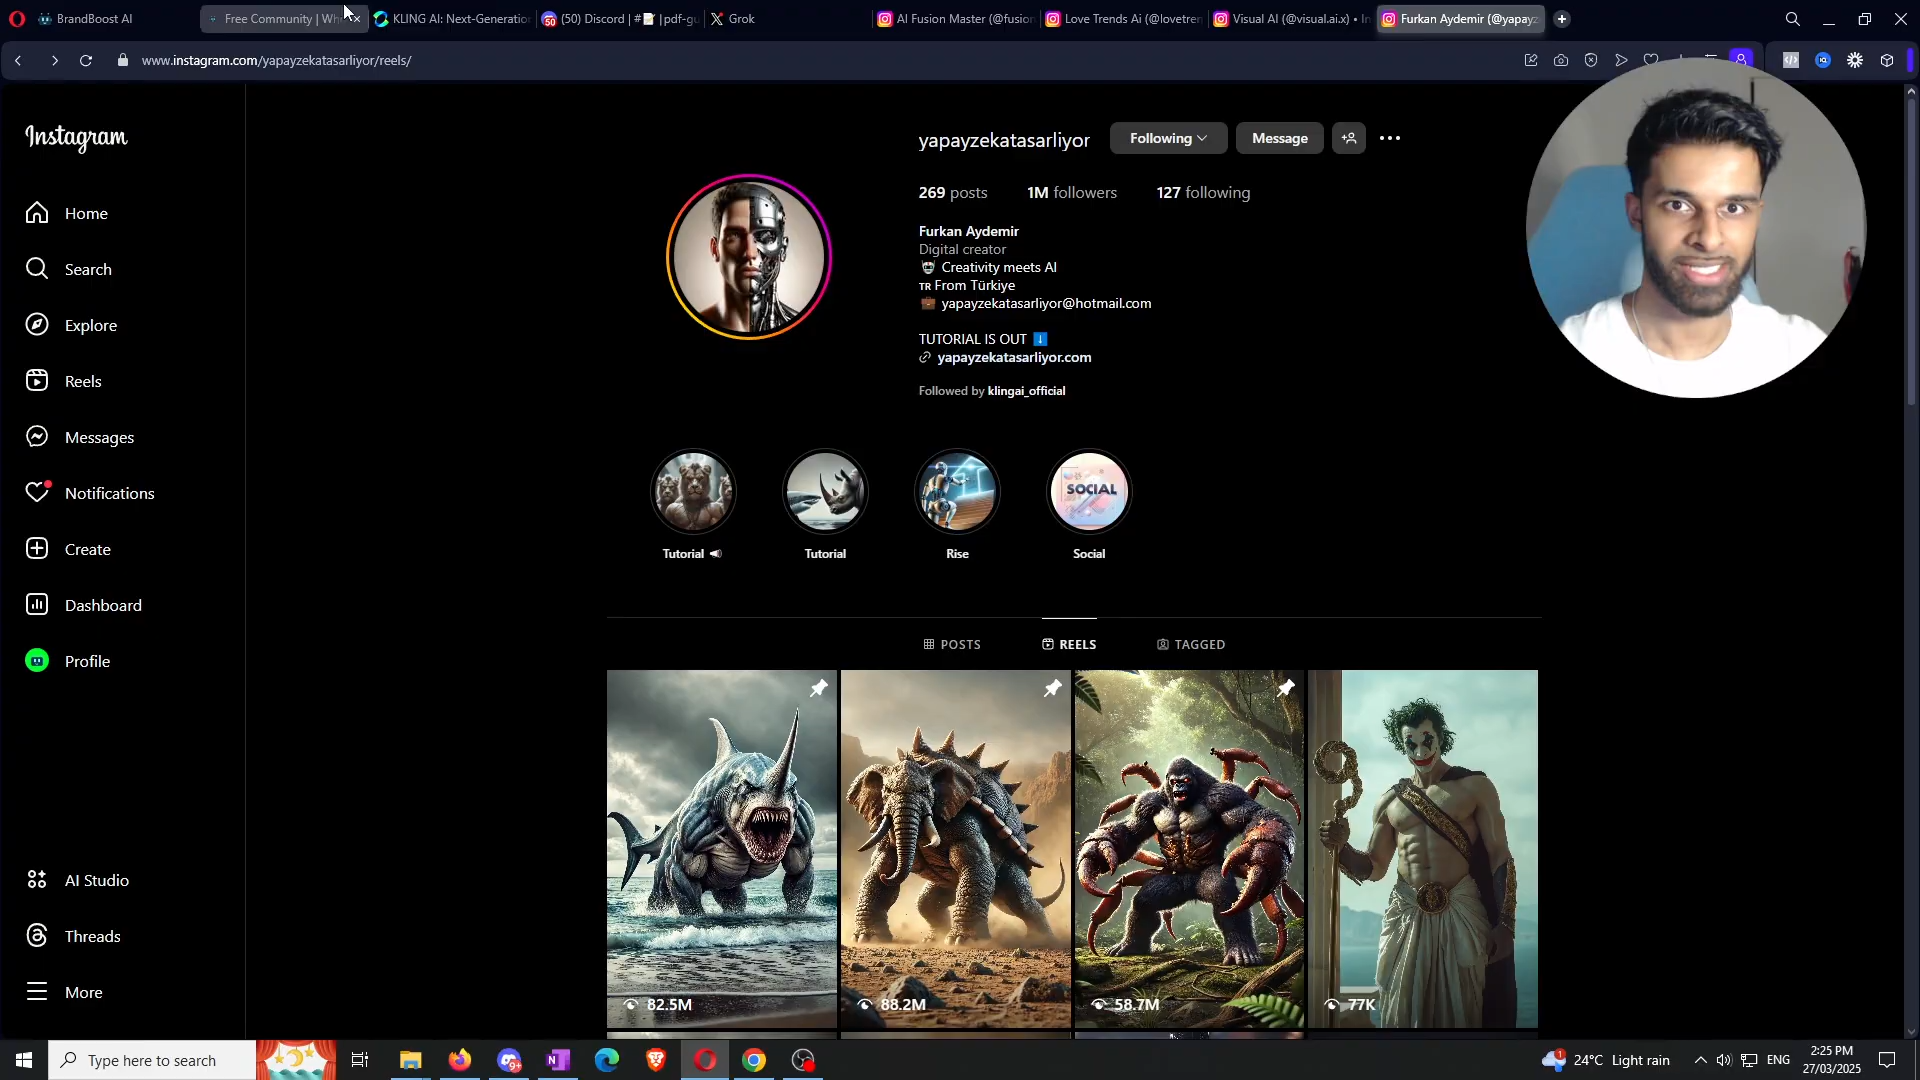 BrandBoost AI
Free Community | Wh
KLING AI: Next-Generation
(50) Discord | #📝|pdf-gu
Grok
AI Fusion Master (@fusion
Love Trends Ai (@lovetren
Visual AI (@visual.ai.x) • In
Furkan Aydemir (@yapayz
www.instagram.com/yapayzekatasarliyor/reels/
Instagram
Home
Search
Explore
Reels
Messages
Notifications
Create
Dashboard
Profile
AI Studio
Threads
More
yapayzekatasarliyor
Following
Message
269 posts
1M followers
127 following
Furkan Aydemir
Digital creator
🤖 Creativity meets AI
TR From Türkiye
💼 yapayzekatasarliyor@hotmail.com
TUTORIAL IS OUT ⬇️
yapayzekatasarliyor.com
Followed by klingai_official
SOCIAL
Tutorial 📢
Tutorial
Rise
Social
POSTS
REELS
TAGGED
82.5M
88.2M
58.7M
77K
Type here to search
9+
1
24°C Light rain
ENG
2:25 PM
27/03/2025